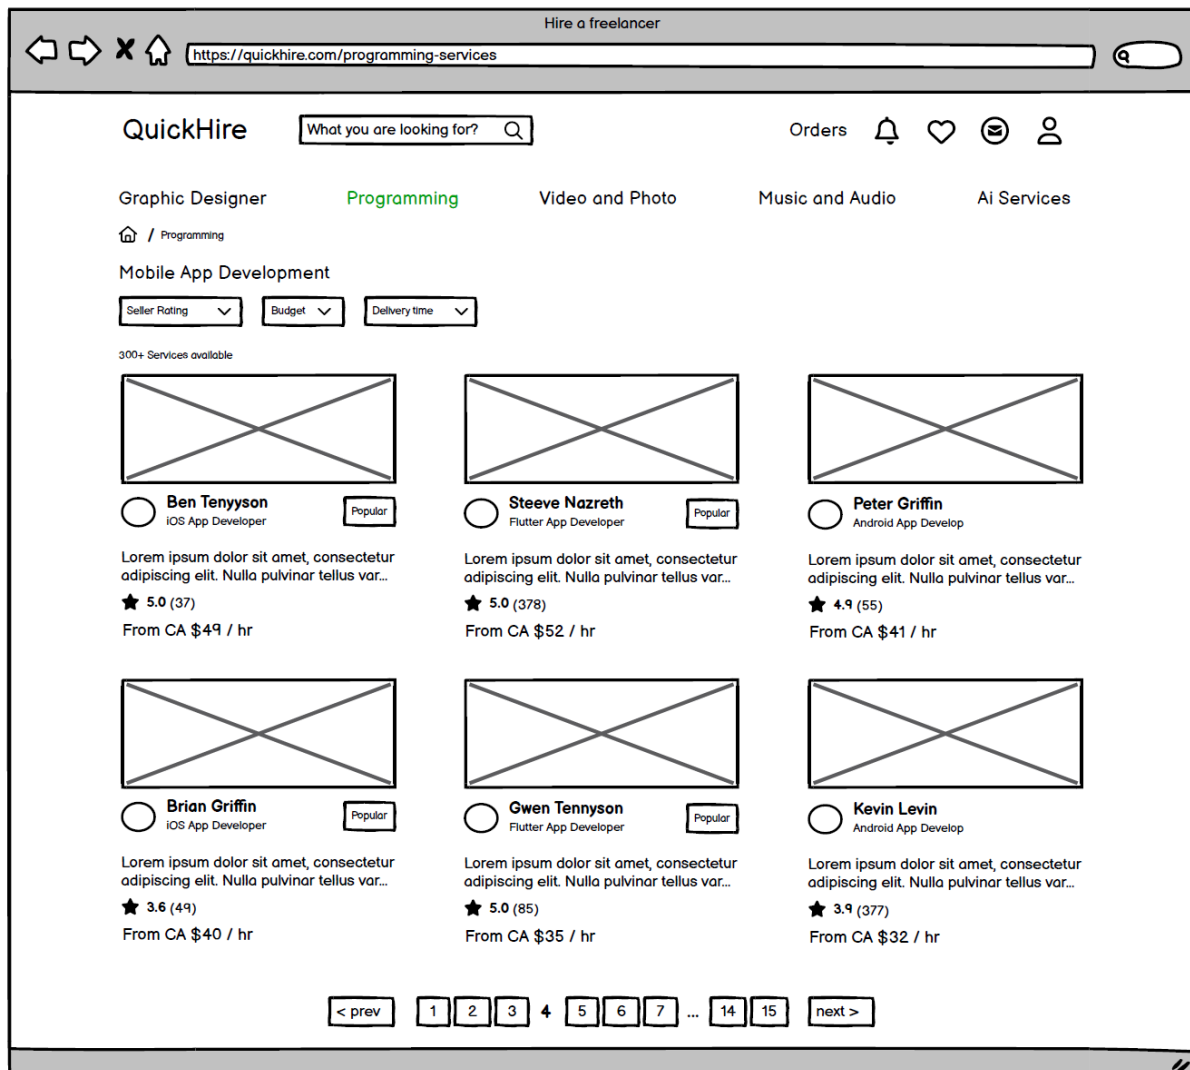 Hire a freelancer
https://quickhire.com/programming-services
QuickHire
What you are looking for?
Orders
Graphic Designer
Programming
Video and Photo
Music and Audio
Ai Services
/ Programming
Mobile App Development
Seller Rating
Budget
Delivery time
300+ Services available
Ben Tenyyson
iOS App Developer
Popular
Lorem ipsum dolor sit amet, consectetur
adipiscing elit. Nulla pulvinar tellus var...
5.0 (37)
From CA $49 / hr
Steeve Nazreth
Flutter App Developer
Popular
Lorem ipsum dolor sit amet, consectetur
adipiscing elit. Nulla pulvinar tellus var...
5.0 (378)
From CA $52 / hr
Peter Griffin
Android App Develop
Lorem ipsum dolor sit amet, consectetur
adipiscing elit. Nulla pulvinar tellus var...
4.9 (55)
From CA $41 / hr
Brian Griffin
iOS App Developer
Popular
Lorem ipsum dolor sit amet, consectetur
adipiscing elit. Nulla pulvinar tellus var...
3.6 (49)
From CA $40 / hr
Gwen Tennyson
Flutter App Developer
Popular
Lorem ipsum dolor sit amet, consectetur
adipiscing elit. Nulla pulvinar tellus var...
5.0 (85)
From CA $35 / hr
Kevin Levin
Android App Develop
Lorem ipsum dolor sit amet, consectetur
adipiscing elit. Nulla pulvinar tellus var...
3.9 (377)
From CA $32 / hr
< prev 1 2 3 4 5 6 7 ... 14 15 next >